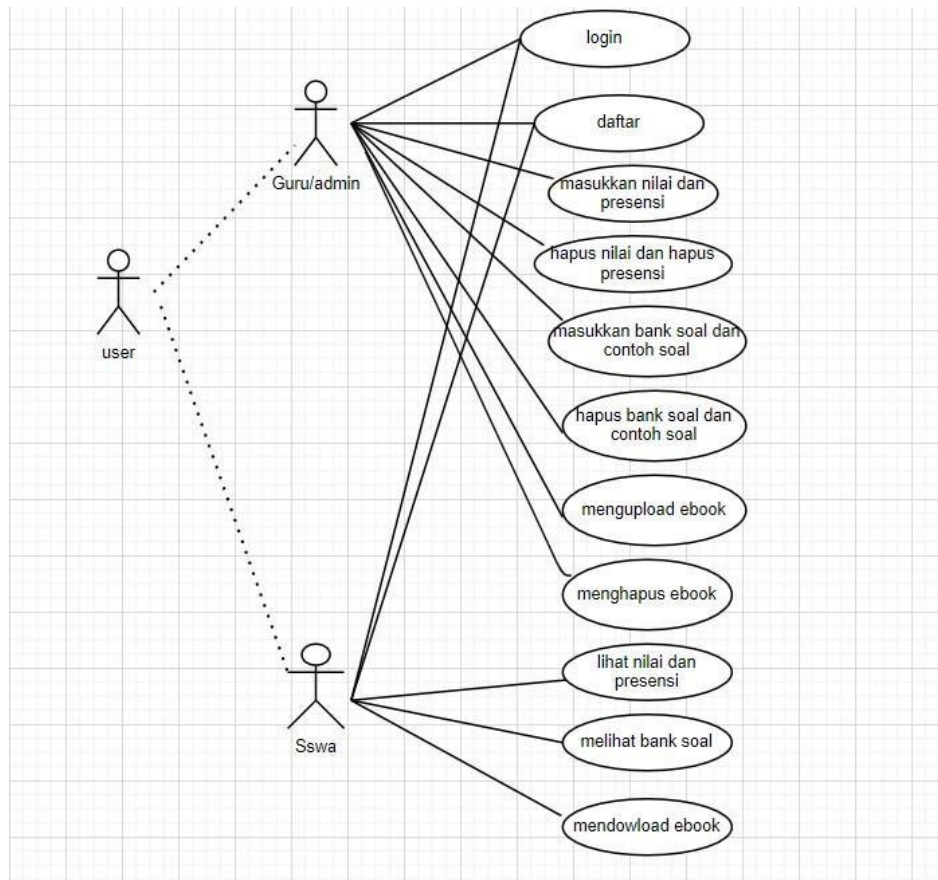 login
daftar
Guru/admin
masukkan nilai dan
presensi
hapus nilai dan hapus
presensi
user
masukkan bank soal dan
contoh soal
hapus bank soal dan
contoh soal
mengupload ebook
menghapus ebook
lihat nilai dan
presensi
Sswa
melihat bank soal
mendowload ebook